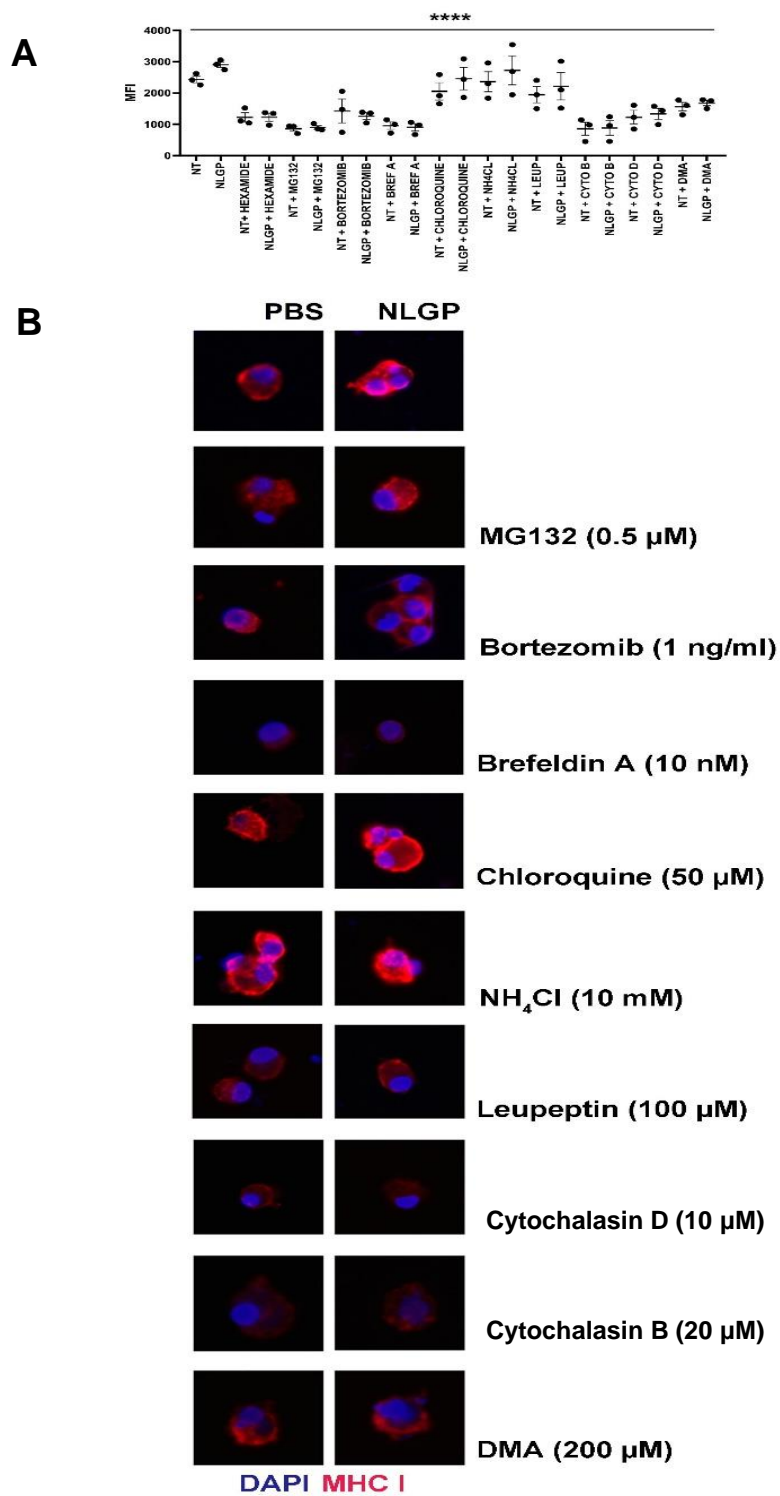 A
****
MFI
4000
3000
2000
1000
0
NT
NLGP
NT+ HEXAMIDE
NLGP + HEXAMIDE
NT + MG132
NLGP + MG132
NT + BORTEZOMIB
NLGP + BORTEZOMIB
NT + BREF A
NLGP + BREF A
NT + CHLOROQUINE
NLGP + CHLOROQUINE
NT + NH4CL
NLGP + NH4CL
NT + LEUP
NLGP + LEUP
NT + CYTO B
NLGP + CYTO B
NT + CYTO D
NLGP + CYTO D
NT + DMA
NLGP + DMA
B
PBS NLGP
MG132 (0.5 µM)
Bortezomib (1 ng/ml)
Brefeldin A (10 nM)
Chloroquine (50 µM)
NH₄Cl (10 mM)
Leupeptin (100 µM)
Cytochalasin D (10 µM)
Cytochalasin B (20 µM)
DMA (200 µM)
DAPI MHC I